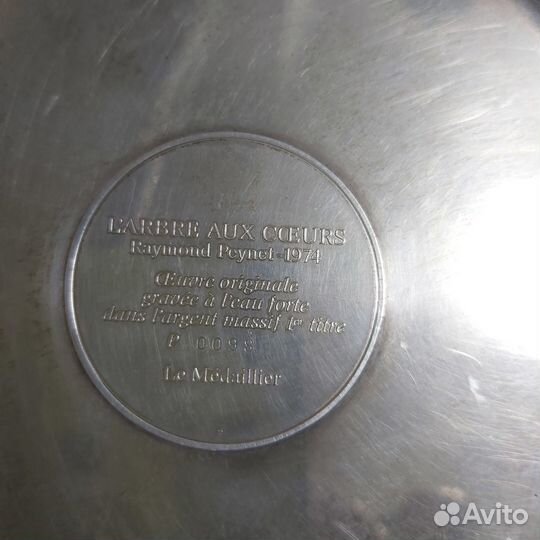 L'ARBRE AUX CŒURS
Raymond Peynet - 1974
Œuvre originale
gravée à l'eau forte
dans l'argent massif 1er titre
P 0098
Le Médaillier
Avito